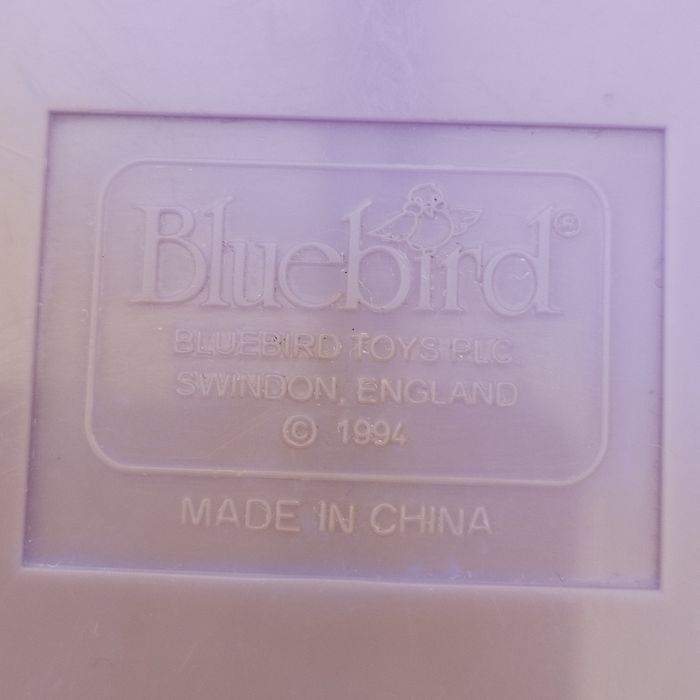 Bluebird®
BLUEBIRD TOYS PLC.
SWINDON, ENGLAND
© 1994
MADE IN CHINA